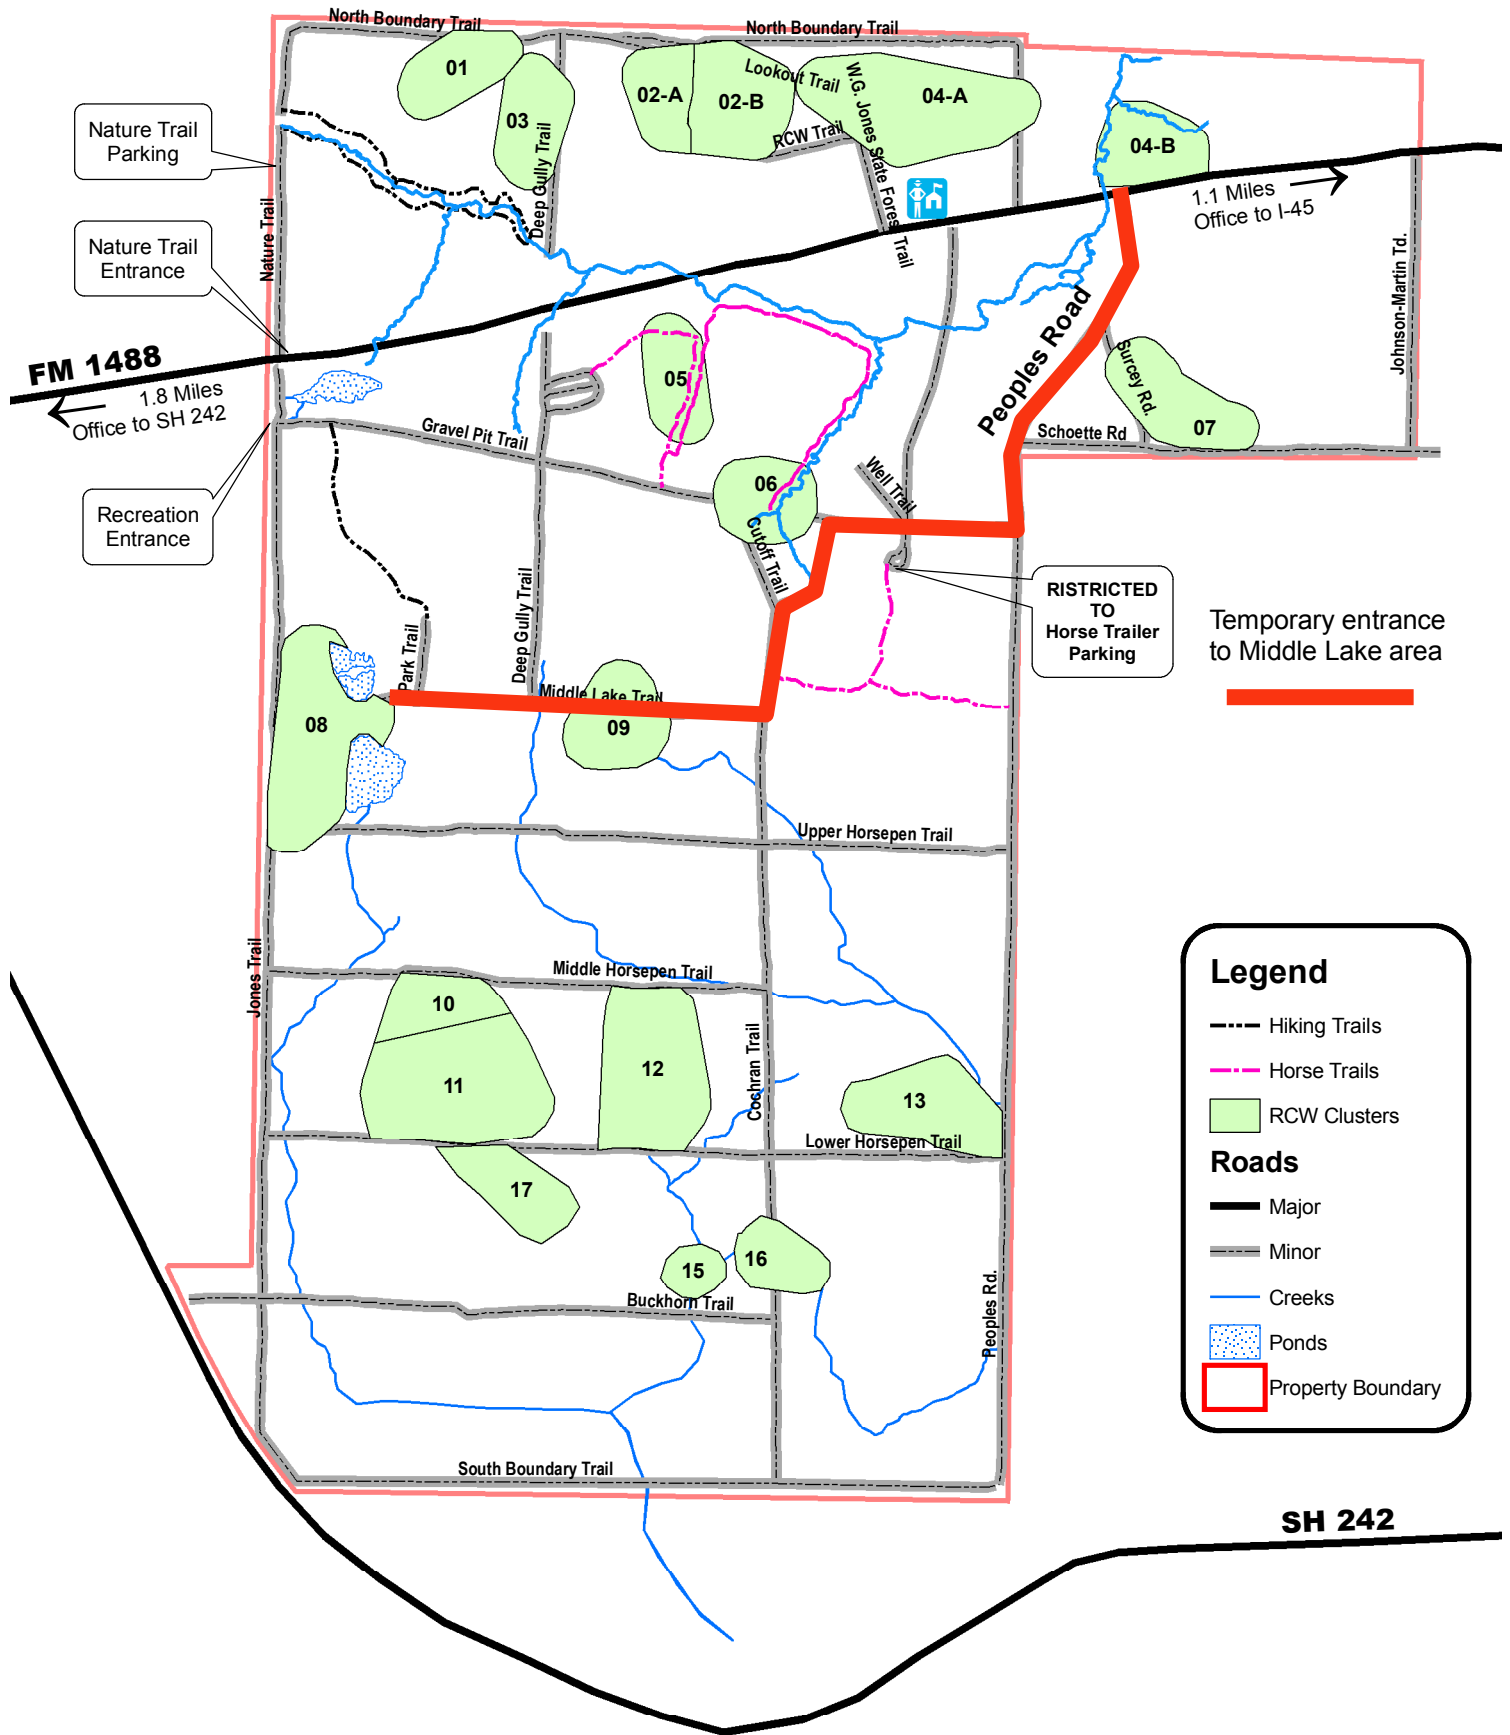 North Boundary Trail
North Boundary Trail
01
03
02-A
02-B
Lookout Trail
04-A
RCW Trail
W.G. Jones State Forest Trail
Deep Gully Trail
04-B
Nature Trail
Parking
Nature Trail
Nature Trail
Entrance
1.1 Miles
Office to I-45
Johnson-Martin Td.
FM 1488
1.8 Miles
Office to SH 242
Peoples Road
Surcey Rd.
05
07
Gravel Pit Trail
Schoette Rd
Recreation
Entrance
06
Well Trail
Cutoff Trail
RISTRICTED
TO
Horse Trailer
Parking
Temporary entrance
to Middle Lake area
Park Trail
Deep Gully Trail
Middle Lake Trail
08
09
Upper Horsepen Trail
Jones Trail
Middle Horsepen Trail
10
11
12
Cochran Trail
13
Lower Horsepen Trail
17
15
16
Buckhorn Trail
Peoples Rd.
South Boundary Trail
Legend
Hiking Trails
Horse Trails
RCW Clusters
Roads
Major
Minor
Creeks
Ponds
Property Boundary
SH 242